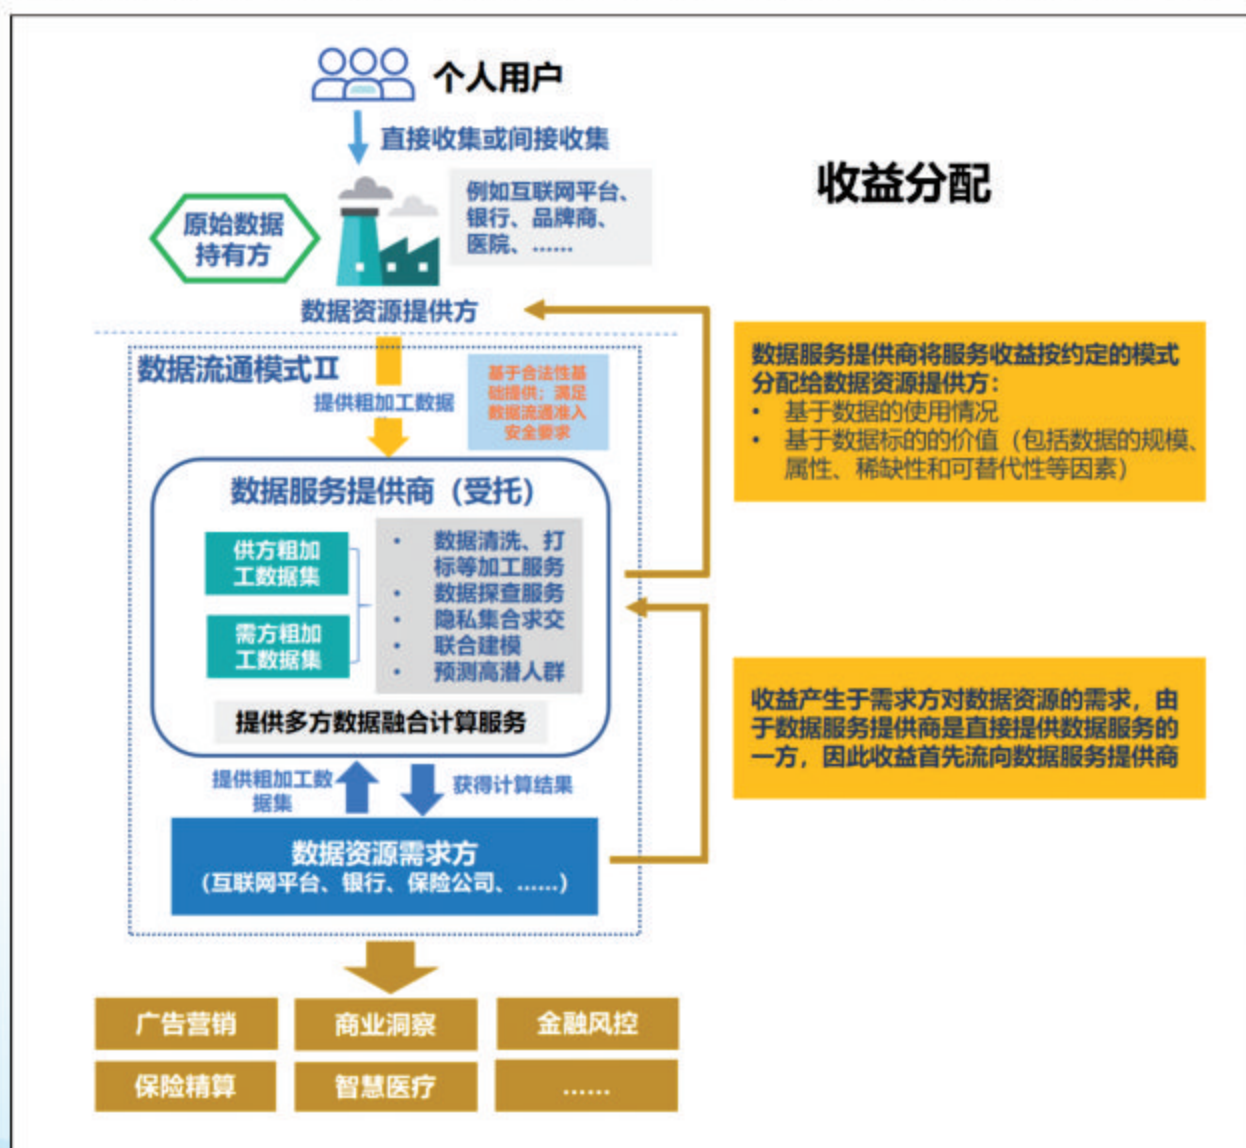 个人用户
直接收集或间接收集
收益分配
原始数据
持有方
例如互联网平台、
银行、品牌商、
医院、……
数据资源提供方
数据流通模式II
提供粗加工数据
基于合法性基
础提供；满足
数据流通准入
安全要求
数据服务提供商将服务收益按约定的模式
分配给数据资源提供方：
• 基于数据的使用情况
• 基于数据标的的价值（包括数据的规模、
属性、稀缺性和可替代性等因素）
数据服务提供商（受托）
供方粗加
工数据集
需方粗加
工数据集
• 数据清洗、打
标等加工服务
• 数据探查服务
• 隐私集合求交
• 联合建模
• 预测高潜人群
提供多方数据融合计算服务
收益产生于需求方对数据资源的需求，由
于数据服务提供商是直接提供数据服务的
一方，因此收益首先流向数据服务提供商
提供粗加工数
据集
获得计算结果
数据资源需求方
（互联网平台、银行、保险公司、……）
广告营销
商业洞察
金融风控
保险精算
智慧医疗
……